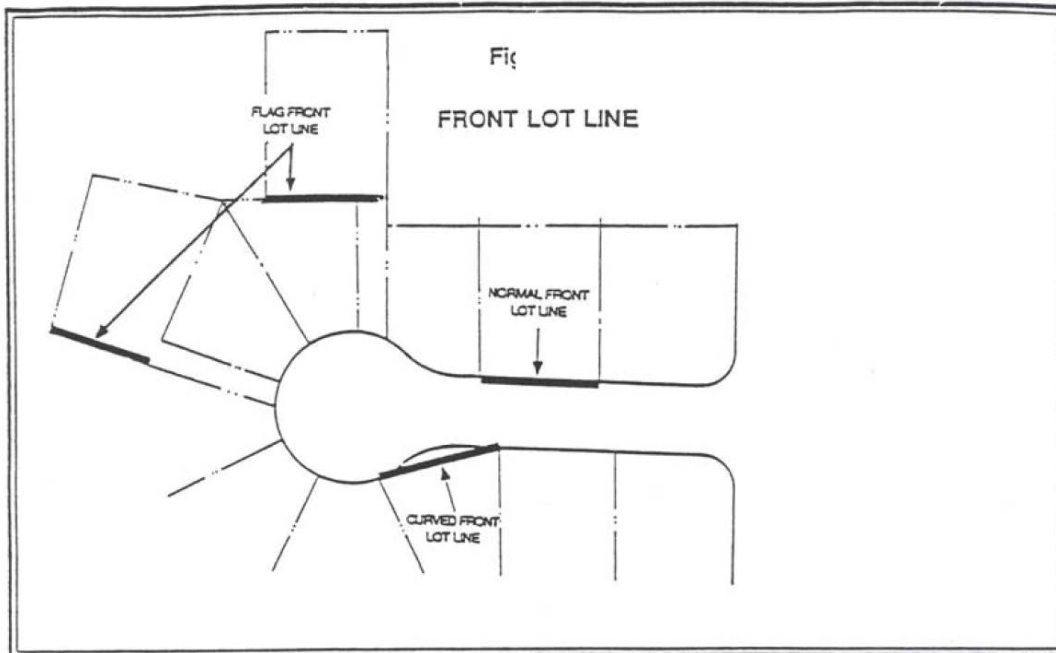 Fig
FRONT LOT LINE
FLAG FRONT
LOT LINE
NORMAL FRONT
LOT LINE
CURVED FRONT
LOT LINE